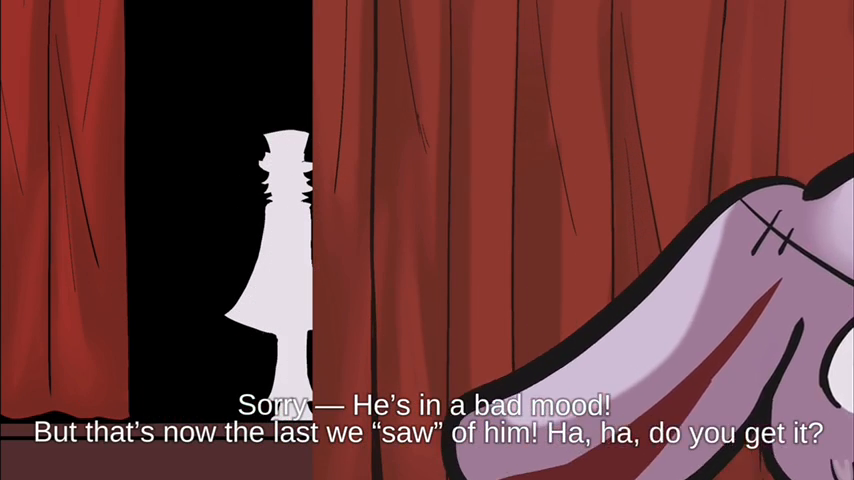 Sorry — He’s in a bad mood!
But that’s now the last we “saw” of him! Ha, ha, do you get it?